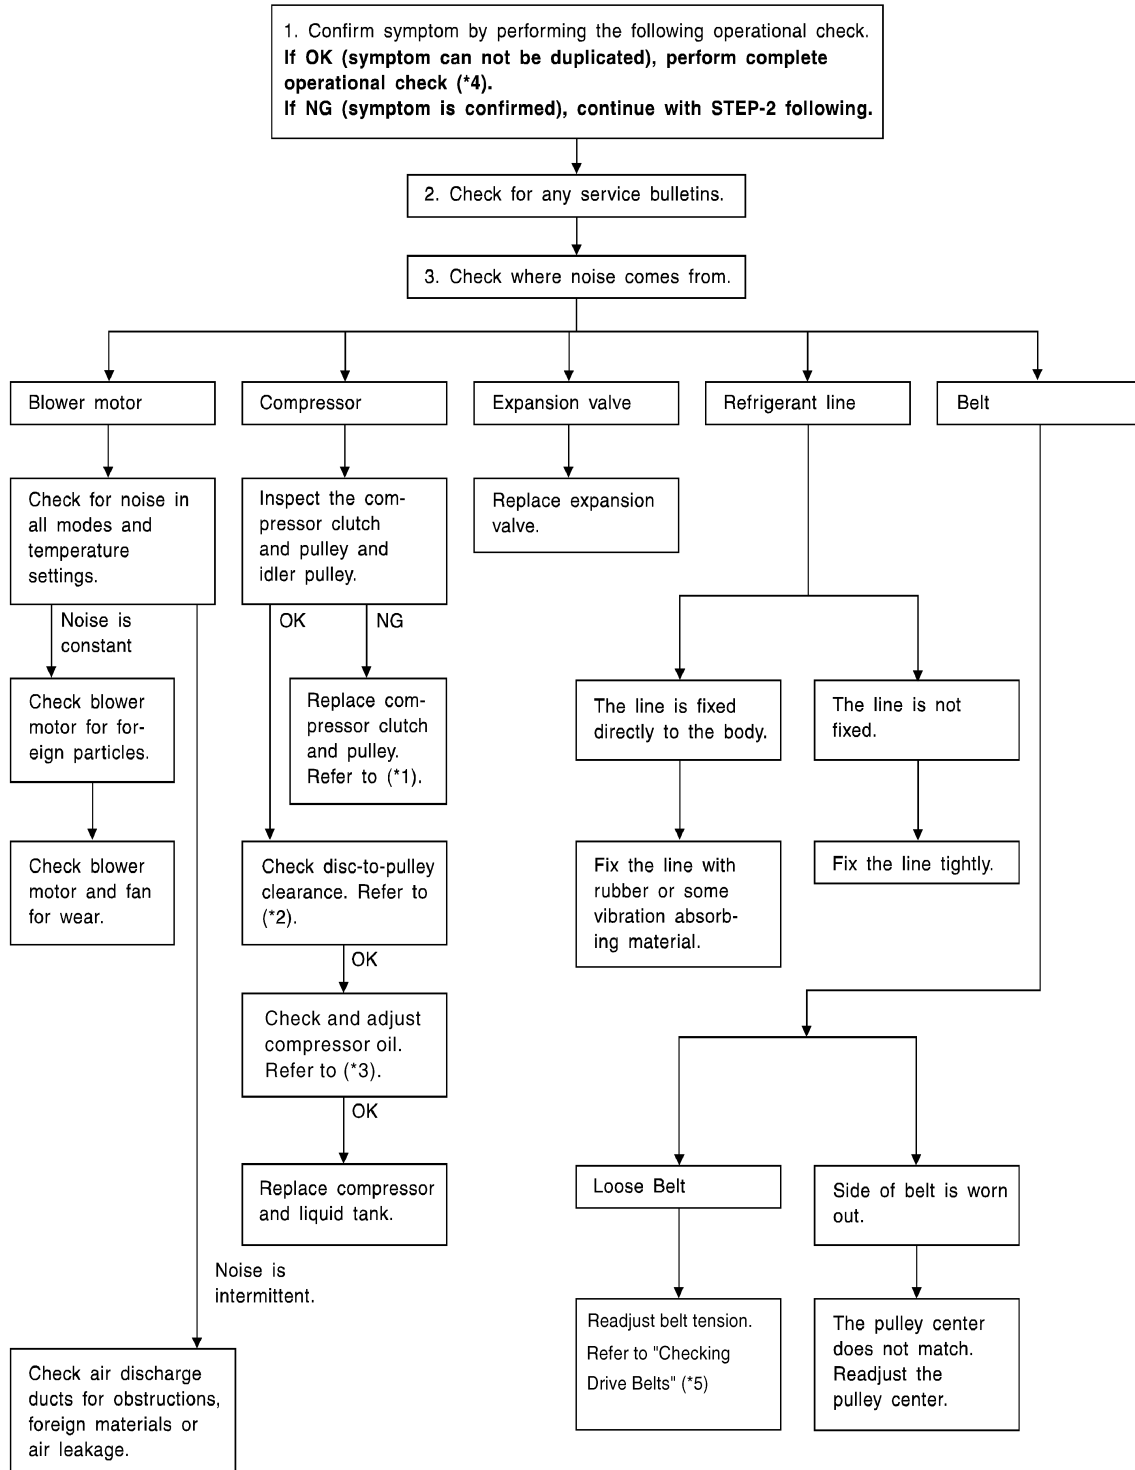 1. Confirm symptom by performing the following operational check.
If OK (symptom can not be duplicated), perform complete
operational check (*4).
If NG (symptom is confirmed), continue with STEP-2 following.
2. Check for any service bulletins.
3. Check where noise comes from.
Blower motor
Compressor
Expansion valve
Refrigerant line
Belt
Check for noise in
all modes and
temperature
settings.
Inspect the com-
pressor clutch
and pulley and
idler pulley.
Replace expansion
valve.
Noise is
constant
OK
NG
Check blower
motor for for-
eign particles.
Replace com-
pressor clutch
and pulley.
Refer to (*1).
The line is fixed
directly to the body.
The line is not
fixed.
Check blower
motor and fan
for wear.
Check disc-to-pulley
clearance. Refer to
(*2).
Fix the line with
rubber or some
vibration absorb-
ing material.
Fix the line tightly.
OK
Check and adjust
compressor oil.
Refer to (*3).
OK
Replace compressor
and liquid tank.
Loose Belt
Side of belt is worn
out.
Noise is
intermittent.
Readjust belt tension.
Refer to "Checking
Drive Belts" (*5)
The pulley center
does not match.
Readjust the
pulley center.
Check air discharge
ducts for obstructions,
foreign materials or
air leakage.